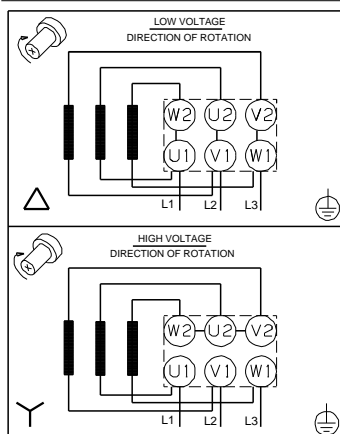 LOW VOLTAGE
DIRECTION OF ROTATION
W2 U2 V2
U1 V1 W1
L1 L2 L3
HIGH VOLTAGE
DIRECTION OF ROTATION
W2 U2 V2
U1 V1 W1
L1 L2 L3